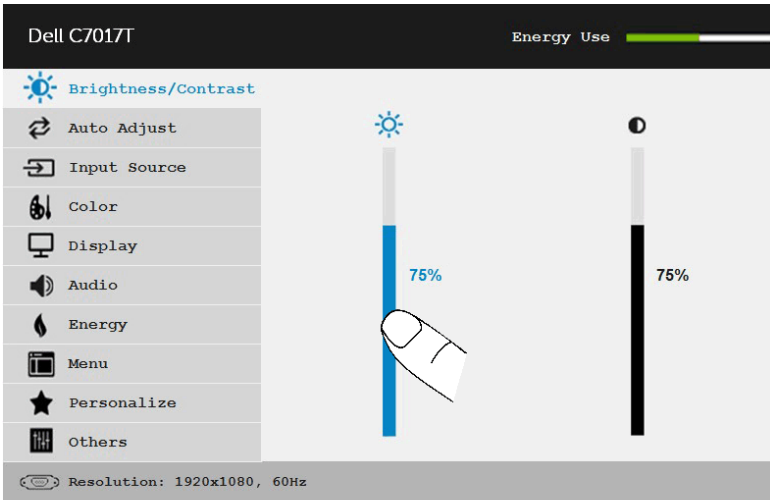 Dell C7017T
Energy Use
Brightness/Contrast
Auto Adjust
Input Source
Color
Display
Audio
Energy
Menu
Personalize
Others
75%
75%
Resolution: 1920x1080, 60Hz